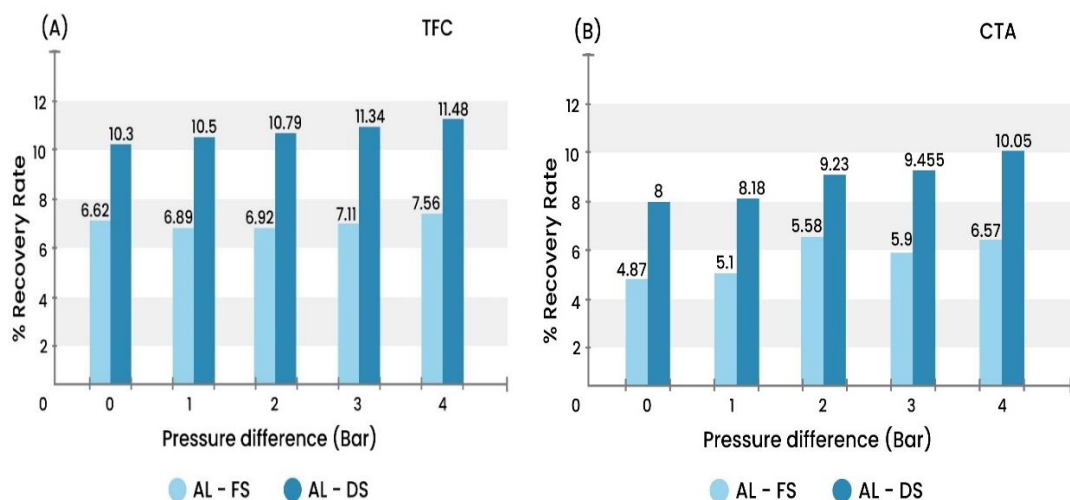 (A)
TFC
% Recovery Rate
12
10
8
6
4
2
0
10.3
10.5
10.79
11.34
11.48
6.62
6.89
6.92
7.11
7.56
0 1 2 3 4
Pressure difference (Bar)
AL - FS AL - DS
(B)
CTA
% Recovery Rate
12
10
8
6
4
2
0
8
8.18
9.23
9.455
10.05
4.87
5.1
5.58
5.9
6.57
0 1 2 3 4
Pressure difference (Bar)
AL - FS AL - DS